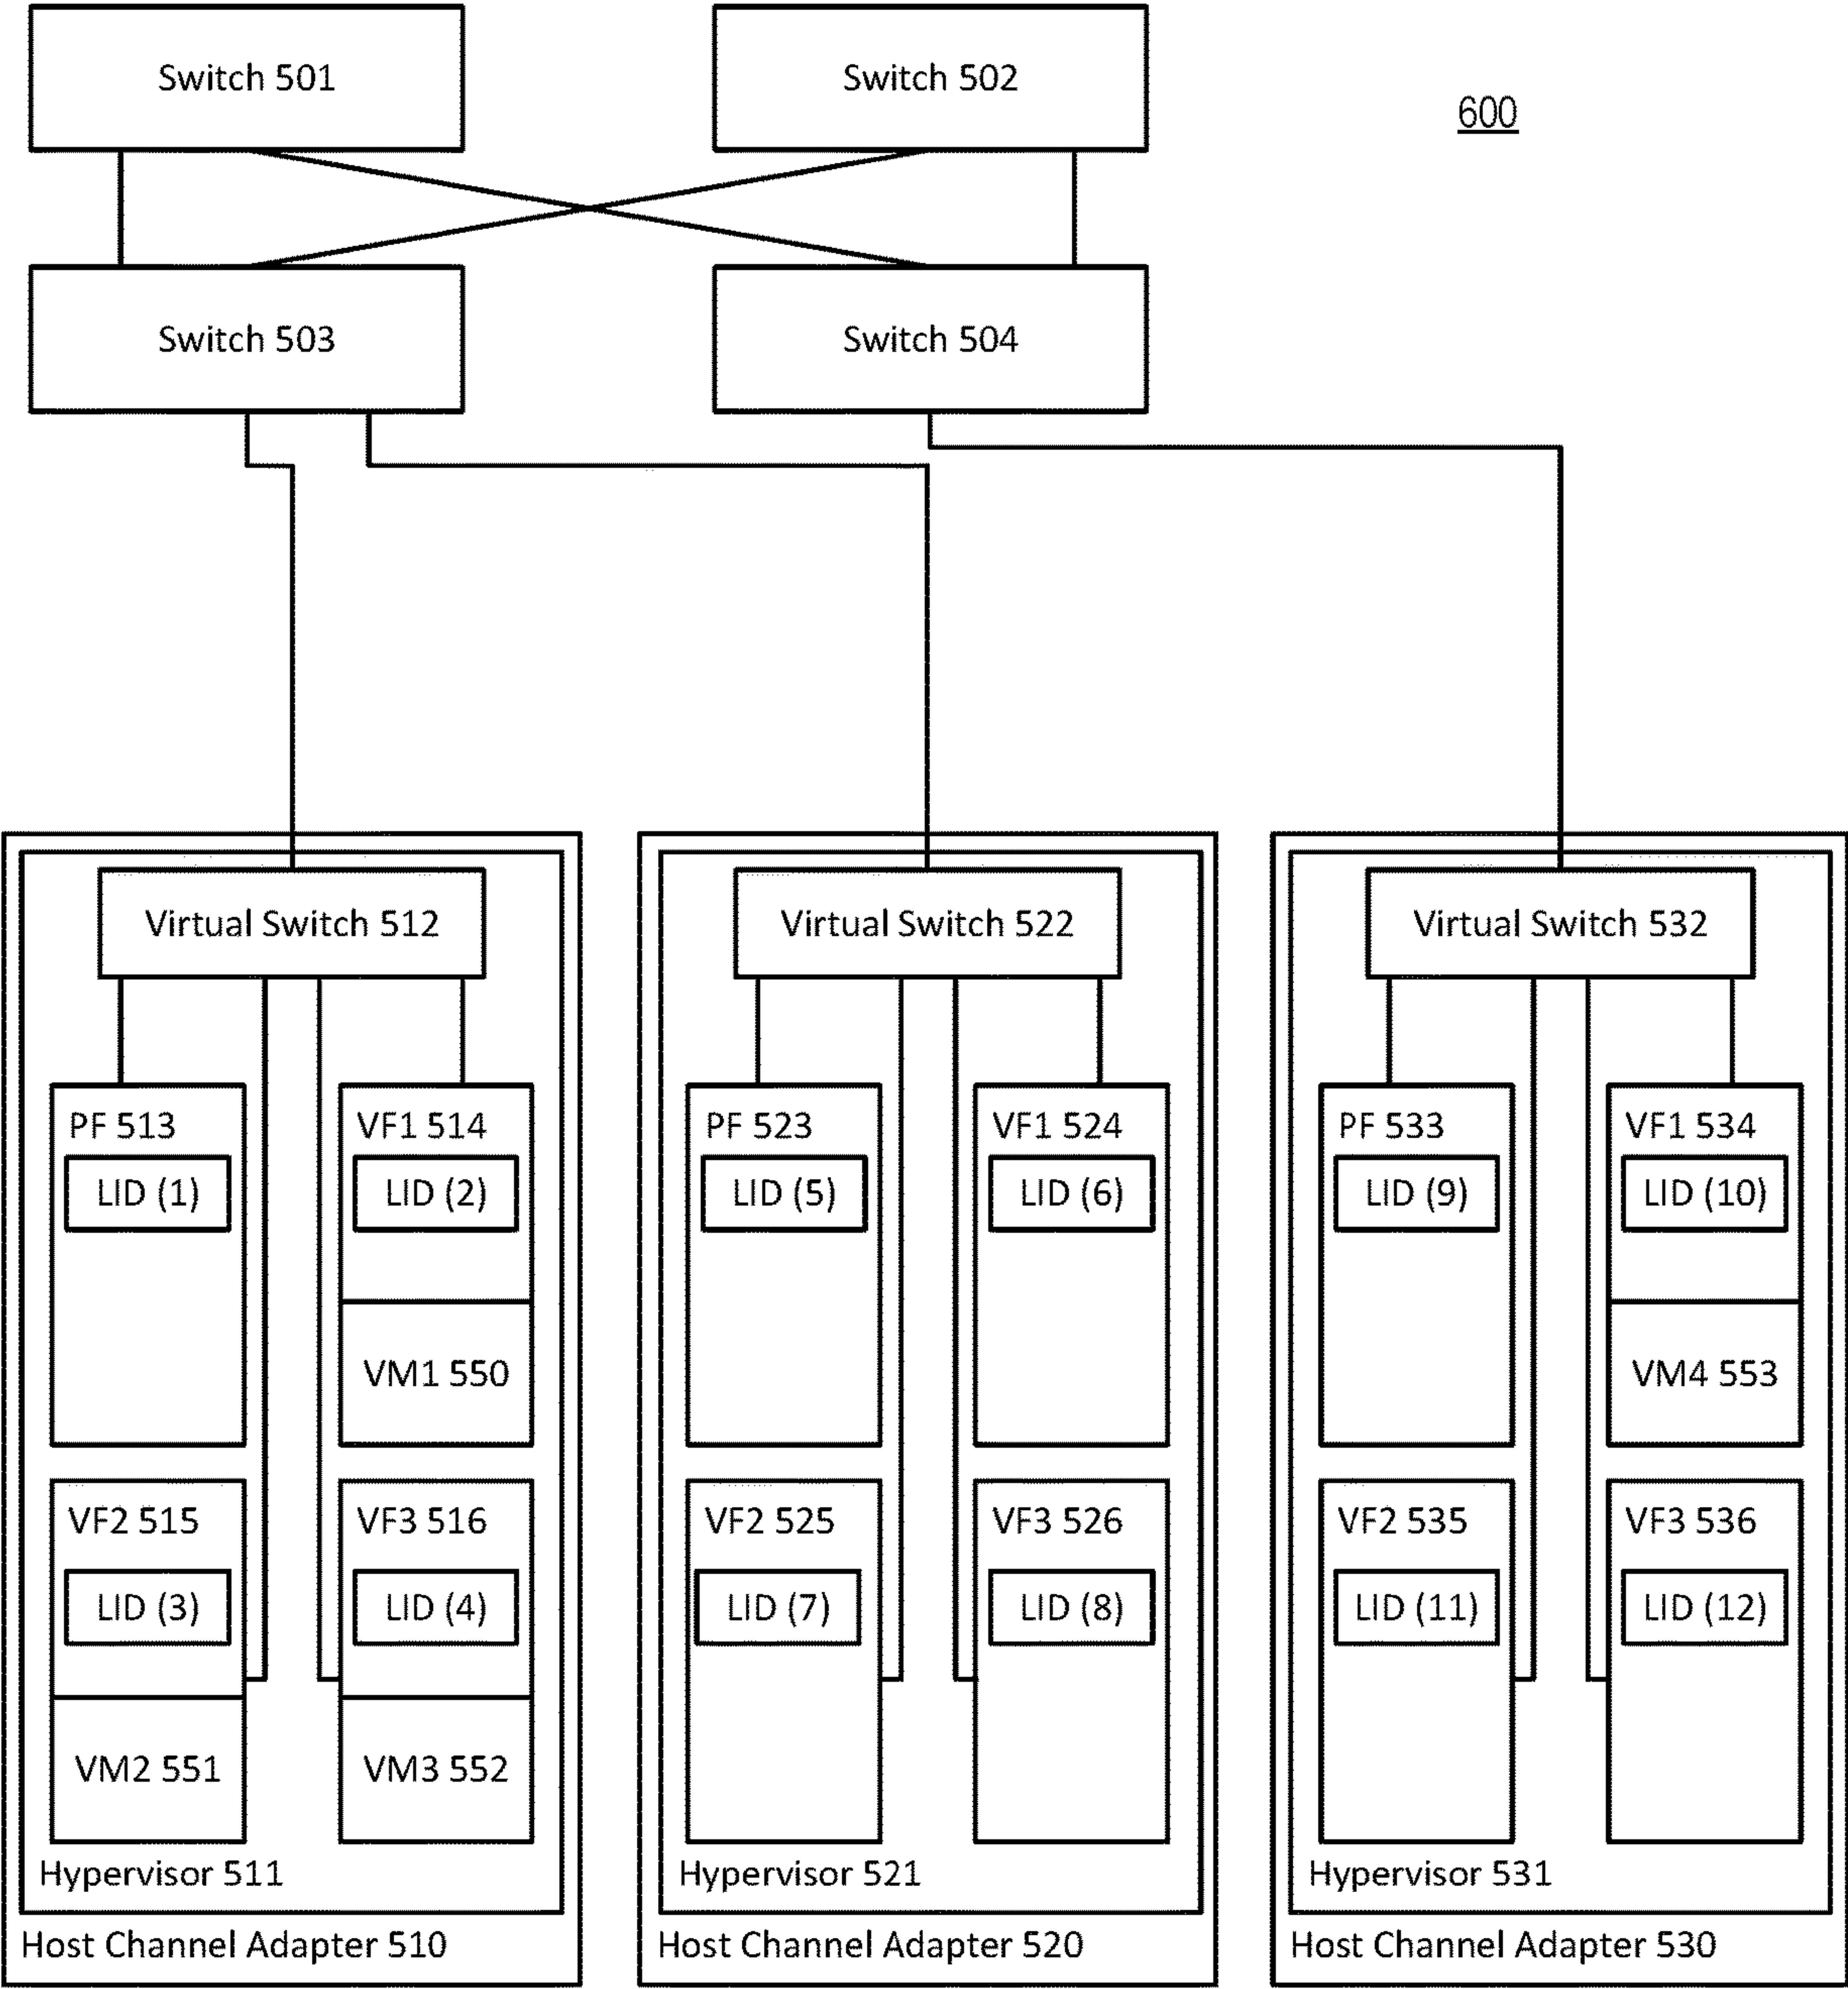 Switch 501
Switch 502
600
Switch 503
Switch 504
Virtual Switch 512
Virtual Switch 522
Virtual Switch 532
PF 513
LID (1)
VF1 514
LID (2)
VM1 550
VF2 515
LID (3)
VM2 551
VF3 516
LID (4)
VM3 552
Hypervisor 511
Host Channel Adapter 510
PF 523
LID (5)
VF1 524
LID (6)
VF2 525
LID (7)
VF3 526
LID (8)
Hypervisor 521
Host Channel Adapter 520
PF 533
LID (9)
VF1 534
LID (10)
VM4 553
VF2 535
LID (11)
VF3 536
LID (12)
Hypervisor 531
Host Channel Adapter 530